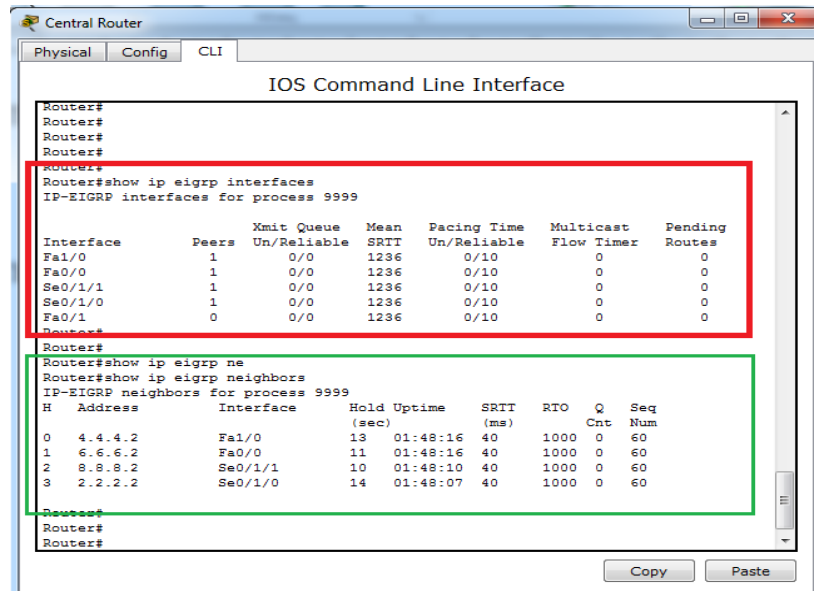 Central Router
Physical Config CLI
IOS Command Line Interface
Router#
Router#
Router#
Router#
Router#
Router#show ip eigrp interfaces
IP-EIGRP interfaces for process 9999
Xmit Queue Mean Pacing Time Multicast Pending
Interface Peers Un/Reliable SRTT Un/Reliable Flow Timer Routes
Fa1/0 1 0/0 1236 0/10 0 0
Fa0/0 1 0/0 1236 0/10 0 0
Se0/1/1 1 0/0 1236 0/10 0 0
Se0/1/0 1 0/0 1236 0/10 0 0
Fa0/1 0 0/0 1236 0/10 0 0
Router#
Router#
Router#show ip eigrp ne
Router#show ip eigrp neighbors
IP-EIGRP neighbors for process 9999
H Address Interface Hold Uptime SRTT RTO Q Seq
(sec) (ms) Cnt Num
0 4.4.4.2 Fa1/0 13 01:48:16 40 1000 0 60
1 6.6.6.2 Fa0/0 11 01:48:16 40 1000 0 60
2 8.8.8.2 Se0/1/1 10 01:48:10 40 1000 0 60
3 2.2.2.2 Se0/1/0 14 01:48:07 40 1000 0 60
Router#
Router#
Router#
Copy Paste